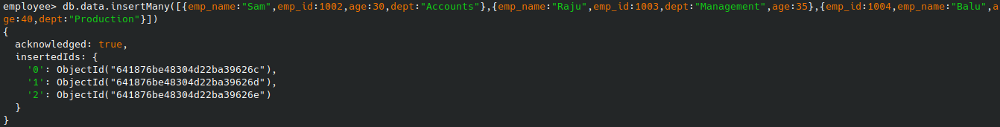 employee> db.data.insertMany([{emp_name:"Sam",emp_id:1002,age:30,dept:"Accounts"},{emp_name:"Raju",emp_id:1003,dept:"Management",age:35},{emp_id:1004,emp_name:"Balu",a
ge:40,dept:"Production"}])
{
  acknowledged: true,
  insertedIds: {
    '0': ObjectId("641876be48304d22ba39626c"),
    '1': ObjectId("641876be48304d22ba39626d"),
    '2': ObjectId("641876be48304d22ba39626e")
  }
}